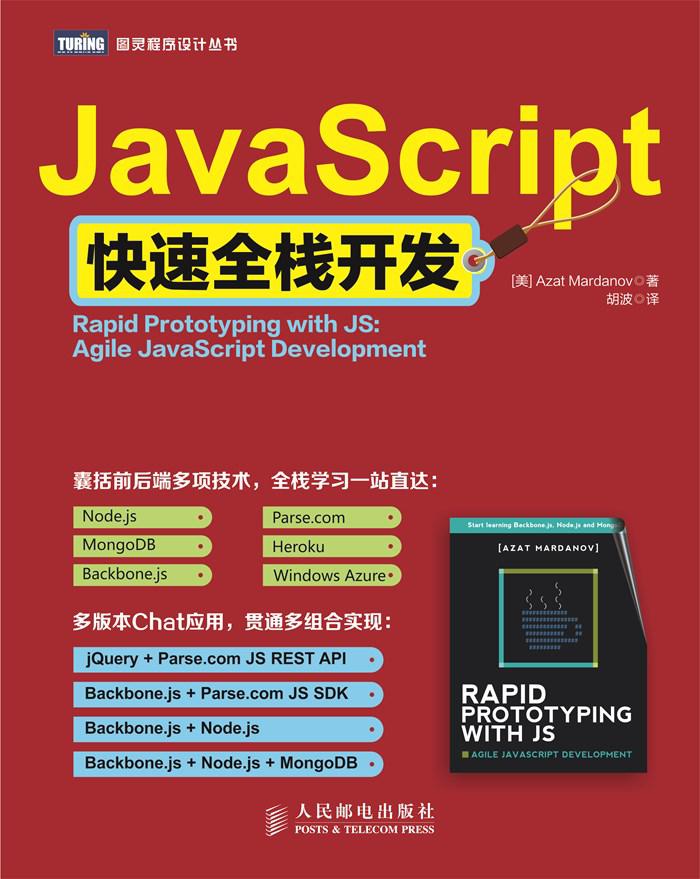 TURING 图灵程序设计丛书
JavaScript
快速全栈开发
[美] Azat Mardanov 著
胡波 译
Rapid Prototyping with JS:
Agile JavaScript Development
囊括前后端多项技术，全栈学习一站直达：
Node.js
Parse.com
MongoDB
Heroku
Backbone.js
Windows Azure
多版本Chat应用，贯通多组合实现：
jQuery + Parse.com JS REST API
Backbone.js + Parse.com JS SDK
Backbone.js + Node.js
Backbone.js + Node.js + MongoDB
Start learning Backbone.js, Node.js and
[AZAT MARDANOV]
RAPID
PROTOTYPING
WITH JS
AGILE JAVASCRIPT DEVELOPMENT
人民邮电出版社
POSTS & TELECOM PRESS